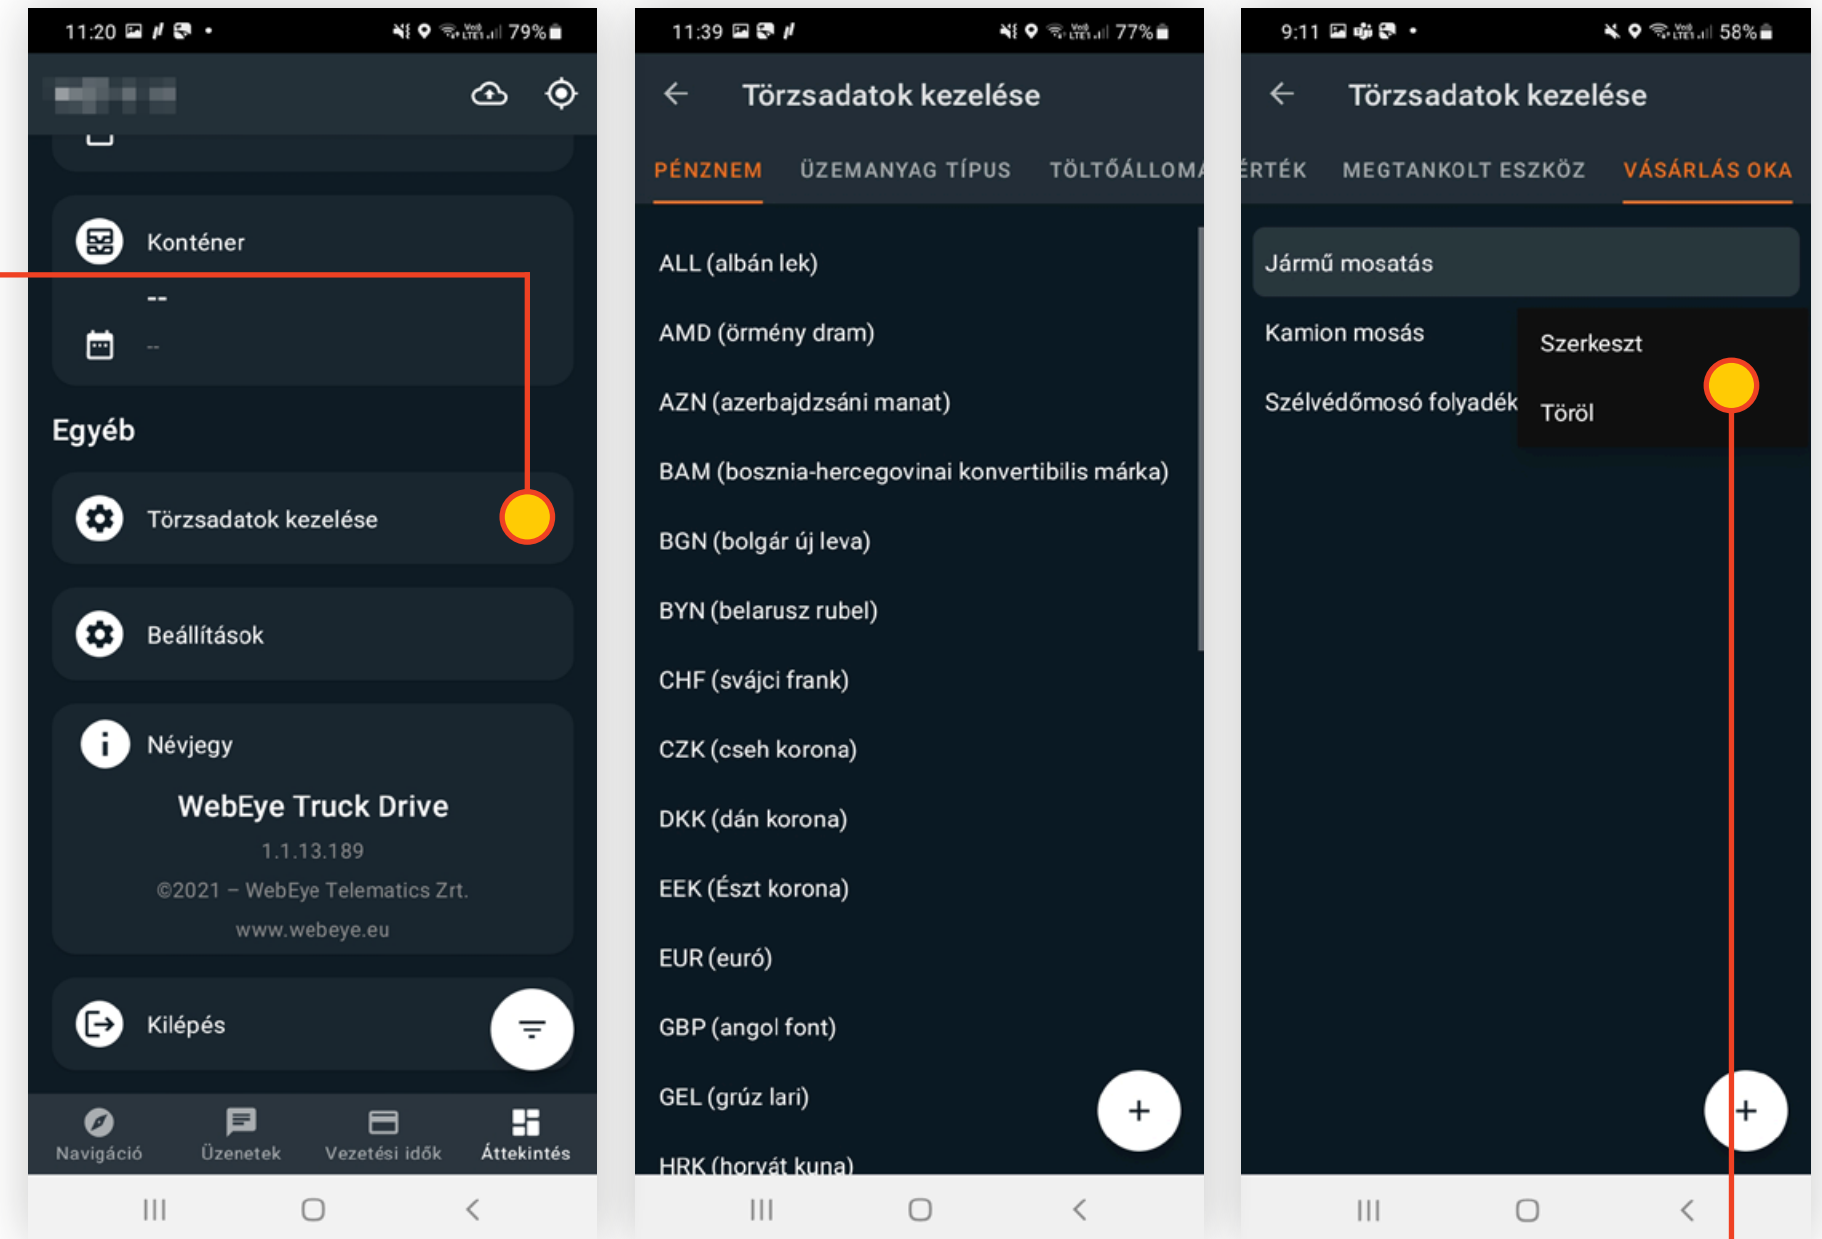 11:20
79%
Konténer
--
--
Egyéb
Törzsadatok kezelése
Beállítások
Névjegy
WebEye Truck Drive
1.1.13.189
©2021 – WebEye Telematics Zrt.
www.webeye.eu
Kilépés
Navigáció
Üzenetek
Vezetési idők
Áttekintés
11:39
77%
Törzsadatok kezelése
PÉNZNEM
ÜZEMANYAG TÍPUS
TÖLTŐÁLLOMÁ
ALL (albán lek)
AMD (örmény dram)
AZN (azerbajdzsáni manat)
BAM (bosznia-hercegovinai konvertibilis márka)
BGN (bolgár új leva)
BYN (belarusz rubel)
CHF (svájci frank)
CZK (cseh korona)
DKK (dán korona)
EEK (Észt korona)
EUR (euró)
GBP (angol font)
GEL (grúz lari)
HRK (horvát kuna)
9:11
58%
Törzsadatok kezelése
ÉRTÉK
MEGTANKOLT ESZKÖZ
VÁSÁRLÁS OKA
Jármű mosatás
Kamion mosás
Szélvédőmosó folyadék
Szerkeszt
Töröl